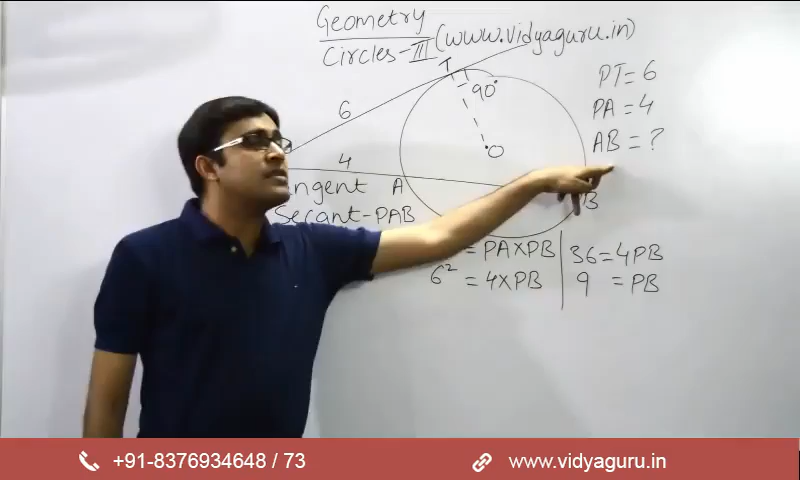 Geometry
Circles-III (www.vidyaguru.in)
T
90°
PT = 6
6
PA = 4
AB = ?
O
4
ngent A
B
Secant-PAB
= PA×PB
36 = 4PB
6² = 4×PB
9 = PB
+91-8376934648 / 73
www.vidyaguru.in